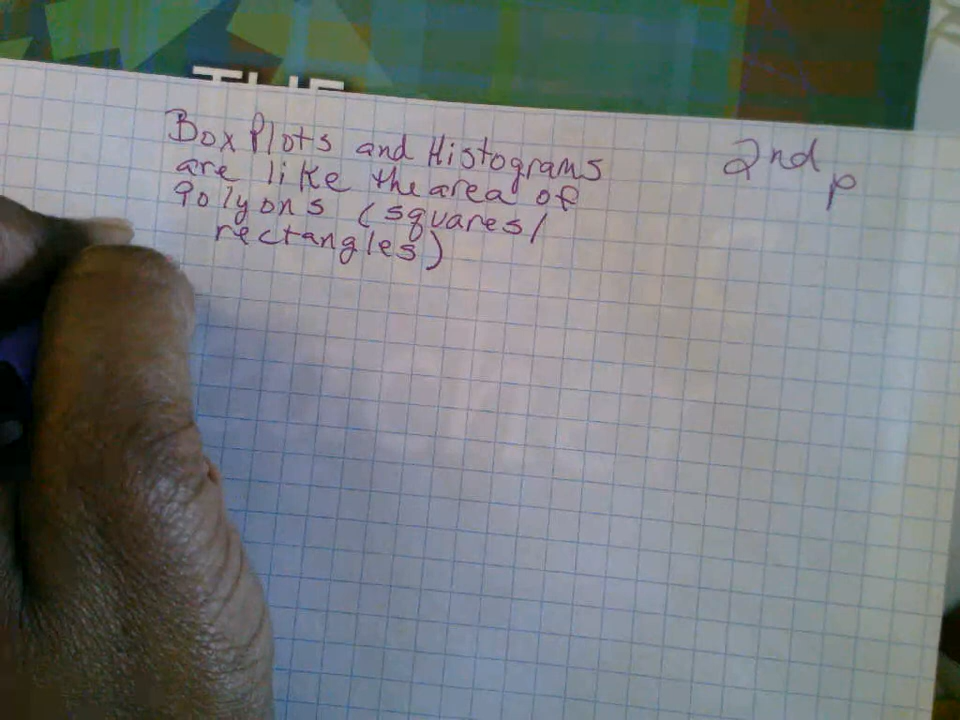 THE
Box Plots and Histograms
are like the area of
Polyons (squares/
rectangles)
2nd p